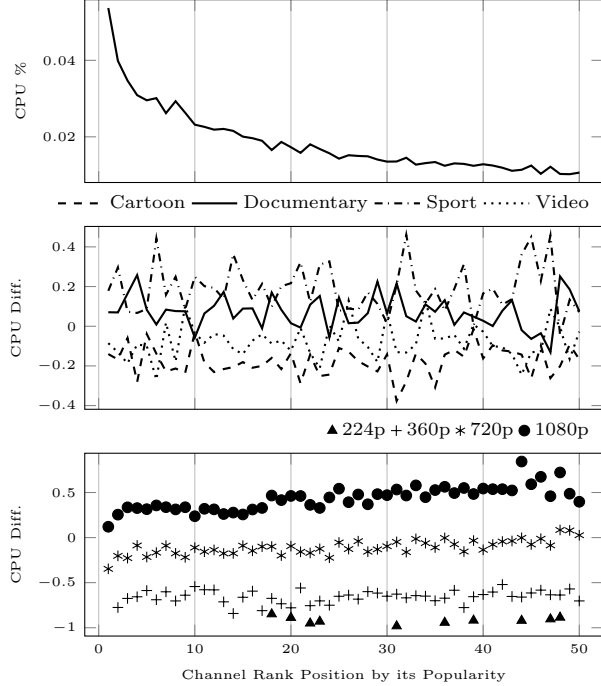 0.04
0.02
CPU %
Cartoon Documentary Sport Video
0.4
0.2
0
−0.2
−0.4
CPU Diff.
224p 360p 720p 1080p
0.5
0
−0.5
−1
CPU Diff.
0 10 20 30 40 50
Channel Rank Position by its Popularity